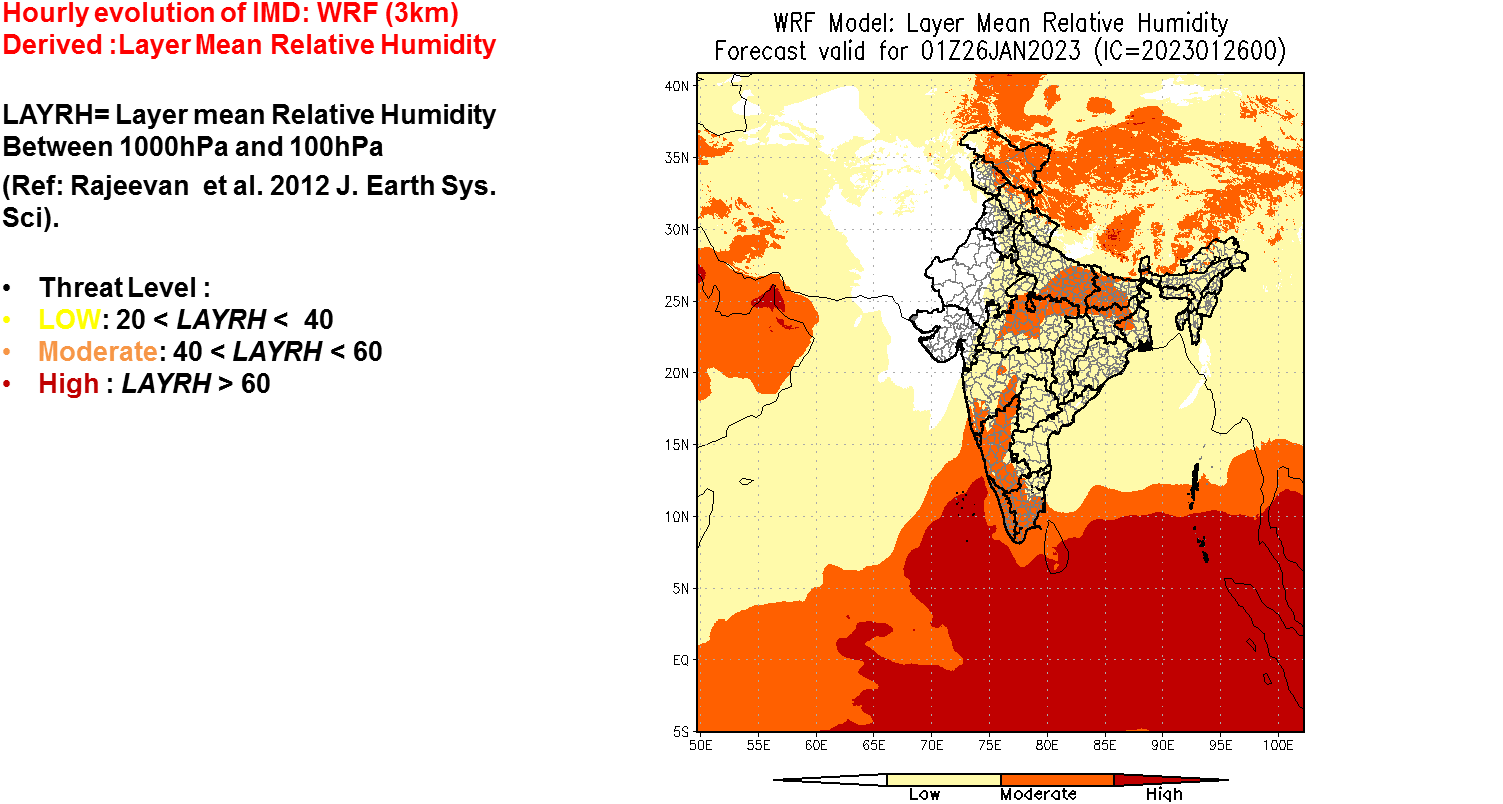 Hourly evolution of IMD: WRF (3km)
Derived :Layer Mean Relative Humidity
LAYRH= Layer mean Relative Humidity
Between 1000hPa and 100hPa
(Ref: Rajeevan et al. 2012 J. Earth Sys.
Sci).
• Threat Level :
• LOW: 20 < LAYRH < 40
• Moderate: 40 < LAYRH < 60
• High : LAYRH > 60
WRF Model: Layer Mean Relative Humidity
Forecast valid for 01Z26JAN2023 (IC=2023012600)
40N
35N
30N
25N
20N
15N
10N
5N
EQ
5S
50E 55E 60E 65E 70E 75E 80E 85E 90E 95E 100E
Low Moderate High